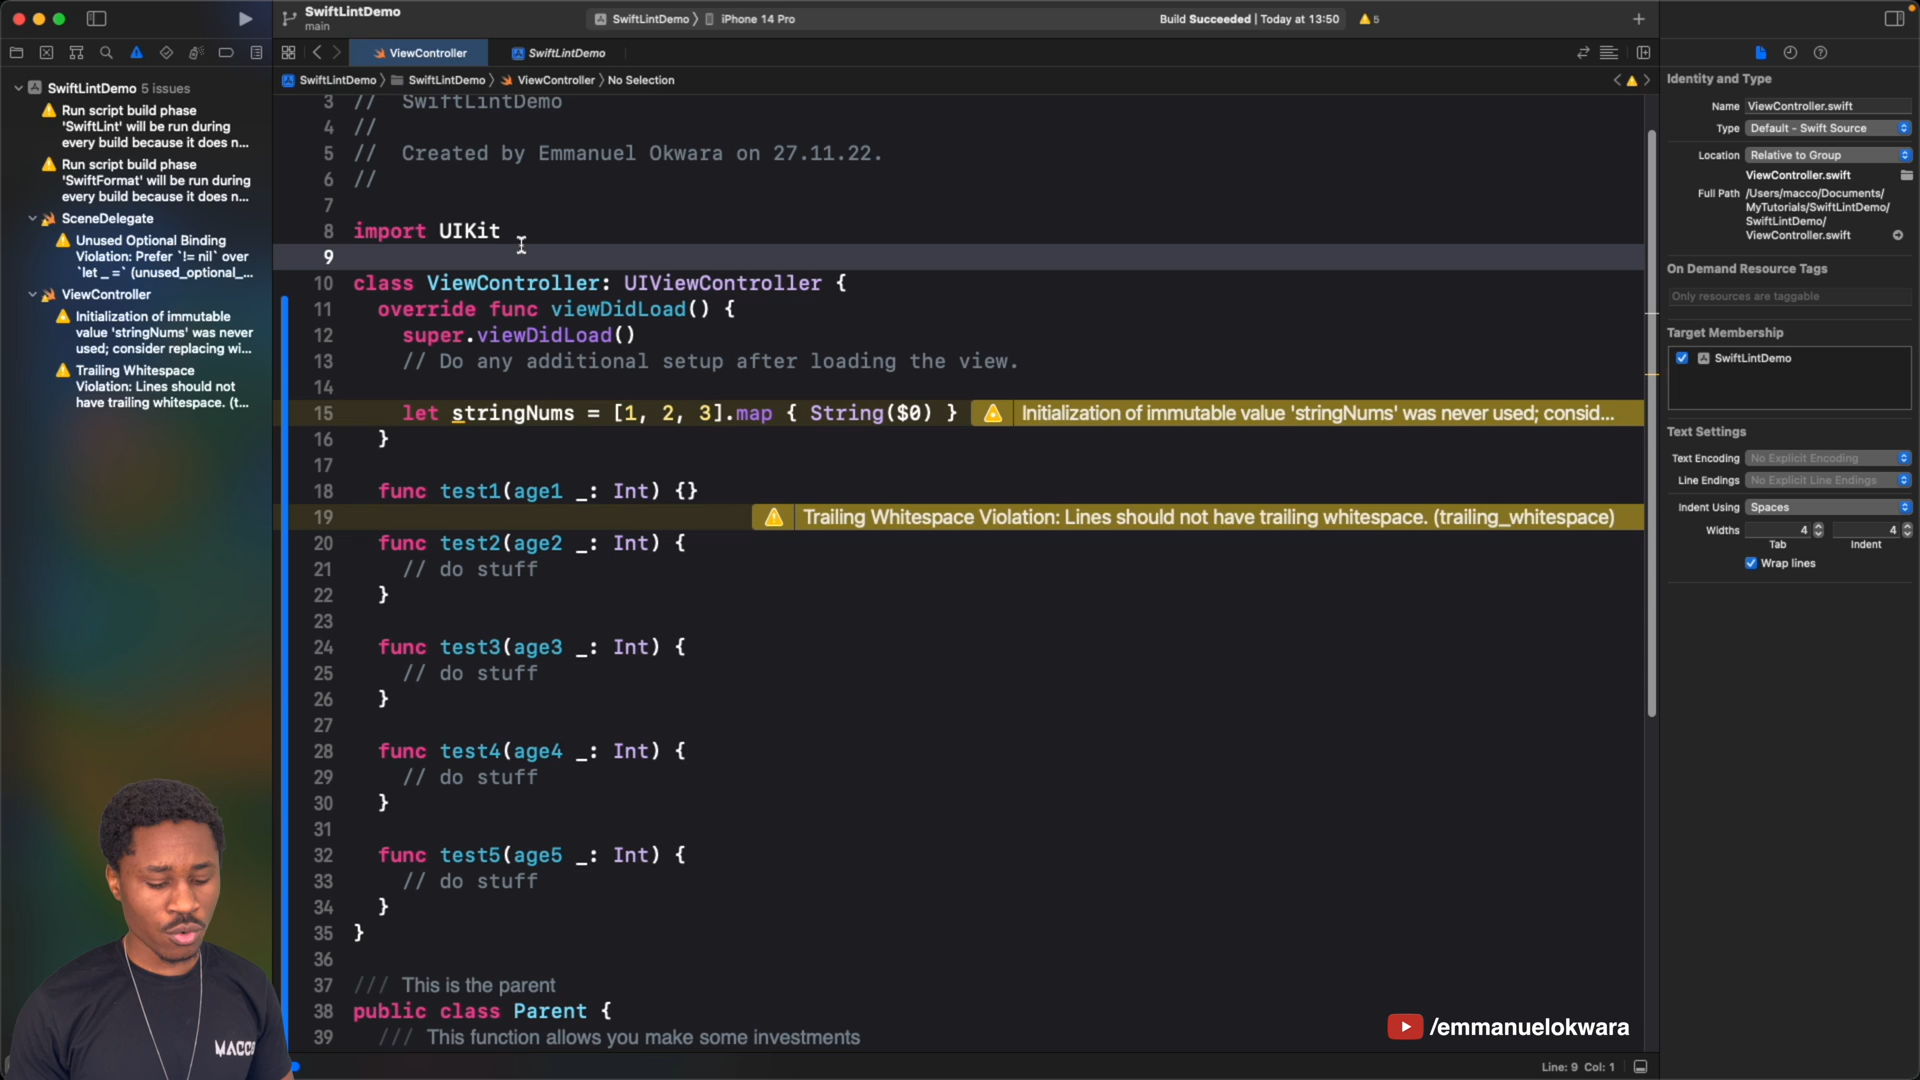 SwiftLintDemo
main
SwiftLintDemo
iPhone 14 Pro
Build Succeeded | Today at 13:50
5
ViewController
SwiftLintDemo
SwiftLintDemo
SwiftLintDemo
ViewController
No Selection
SwiftLintDemo 5 issues
Run script build phase
'SwiftLint' will be run during
every build because it does n...
Run script build phase
'SwiftFormat' will be run during
every build because it does n...
SceneDelegate
Unused Optional Binding
Violation: Prefer `!= nil` over
`let _ =` (unused_optional_...
ViewController
Initialization of immutable
value 'stringNums' was never
used; consider replacing wi...
Trailing Whitespace
Violation: Lines should not
have trailing whitespace. (t...
3 // SwiftLintDemo
4 //
5 // Created by Emmanuel Okwara on 27.11.22.
6 //
7
8 import UIKit
9
10 class ViewController: UIViewController {
11 override func viewDidLoad() {
12 super.viewDidLoad()
13 // Do any additional setup after loading the view.
14
15 let stringNums = [1, 2, 3].map { String($0) } Initialization of immutable value 'stringNums' was never used; consid...
16 }
17
18 func test1(age1 _: Int) {}
19 Trailing Whitespace Violation: Lines should not have trailing whitespace. (trailing_whitespace)
20 func test2(age2 _: Int) {
21 // do stuff
22 }
23
24 func test3(age3 _: Int) {
25 // do stuff
26 }
27
28 func test4(age4 _: Int) {
29 // do stuff
30 }
31
32 func test5(age5 _: Int) {
33 // do stuff
34 }
35 }
36
37 /// This is the parent
38 public class Parent {
39 /// This function allows you make some investments
Identity and Type
Name ViewController.swift
Type Default - Swift Source
Location Relative to Group
ViewController.swift
Full Path /Users/macco/Documents/
MyTutorials/SwiftLintDemo/
SwiftLintDemo/
ViewController.swift
On Demand Resource Tags
Only resources are taggable
Target Membership
SwiftLintDemo
Text Settings
Text Encoding No Explicit Encoding
Line Endings No Explicit Line Endings
Indent Using Spaces
Widths 4 4
Tab Indent
Wrap lines
/emmanuelokwara
Line: 9 Col: 1